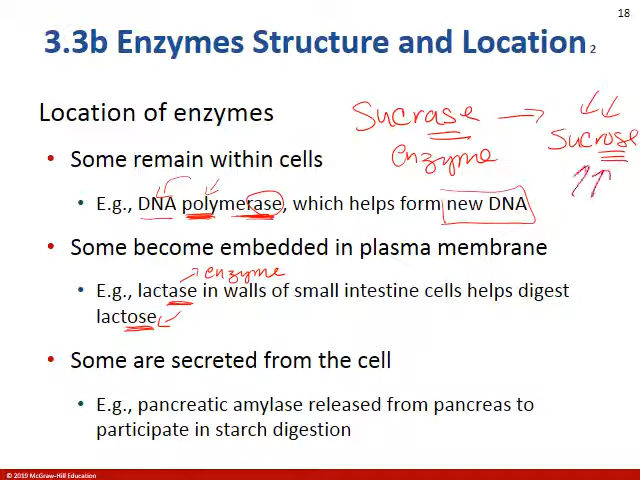 18
3.3b Enzymes Structure and Location 2
Location of enzymes
Sucrase → Sucrose
enzyme
• Some remain within cells
• E.g., DNA polymerase, which helps form new DNA
• Some become embedded in plasma membrane
enzyme
• E.g., lactase in walls of small intestine cells helps digest
lactose
• Some are secreted from the cell
• E.g., pancreatic amylase released from pancreas to
participate in starch digestion
© 2019 McGraw-Hill Education